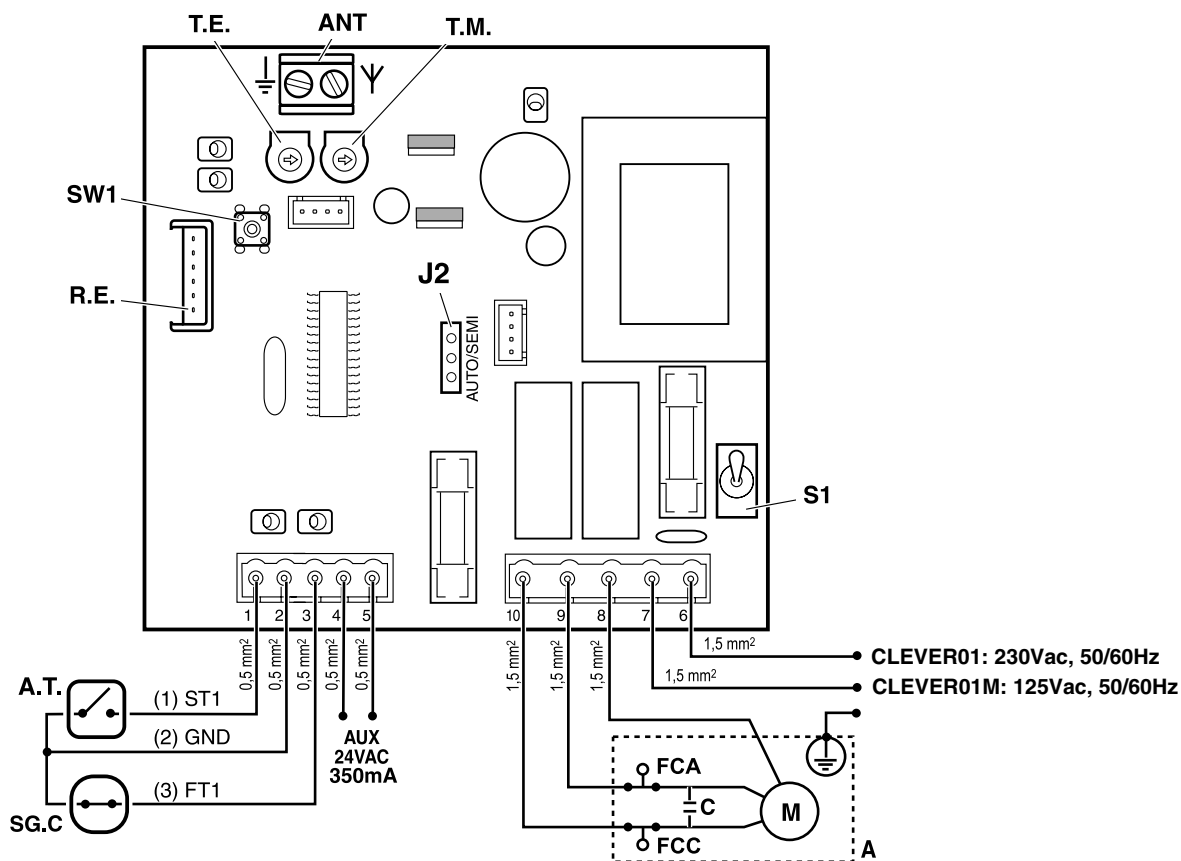 T.E.
ANT
T.M.
SW1
R.E.
J2
AUTO/SEMI
S1
1 2 3 4 5
10 9 8 7 6
0,5 mm²
0,5 mm²
0,5 mm²
0,5 mm²
0,5 mm²
1,5 mm²
1,5 mm²
1,5 mm²
1,5 mm²
1,5 mm²
CLEVER01: 230Vac, 50/60Hz
CLEVER01M: 125Vac, 50/60Hz
A.T.
(1) ST1
(2) GND
(3) FT1
SG.C
AUX
24VAC
350mA
FCA
C
M
FCC
A